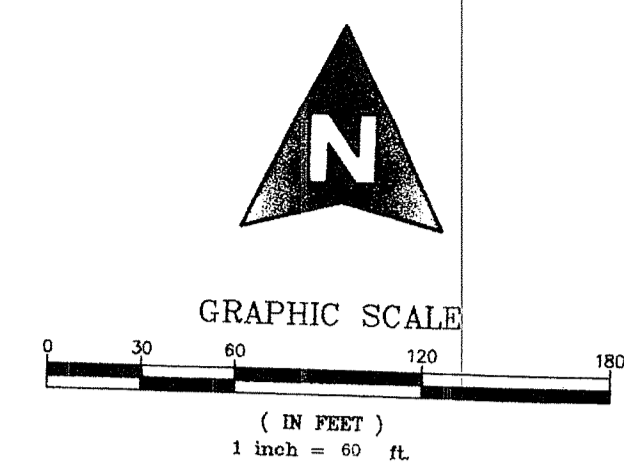 N
GRAPHIC SCALE
0 30 60 120 180
( IN FEET )
1 inch = 60 ft.